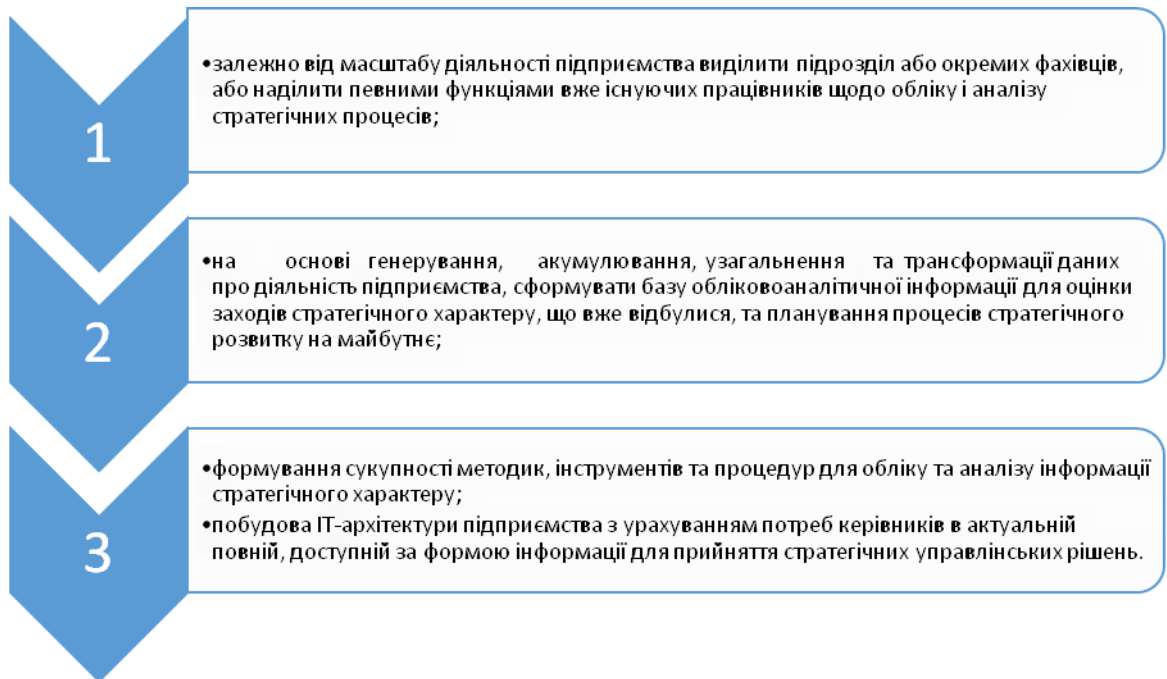 1
•залежно від масштабу діяльності підприємства виділити підрозділ або окремих фахівців,
або наділити певними функціями вже існуючих працівників щодо обліку і аналізу
стратегічних процесів;
2
•на основі генерування, акумулювання, узагальнення та трансформації даних
про діяльність підприємства, сформувати базу обліковоаналітичної інформації для оцінки
заходів стратегічного характеру, що вже відбулися, та планування процесів стратегічного
розвитку на майбутнє;
3
•формування сукупності методик, інструментів та процедур для обліку та аналізу інформації
стратегічного характеру;
•побудова ІТ-архітектури підприємства з урахуванням потреб керівників в актуальній
повній, доступній за формою інформації для прийняття стратегічних управлінських рішень.